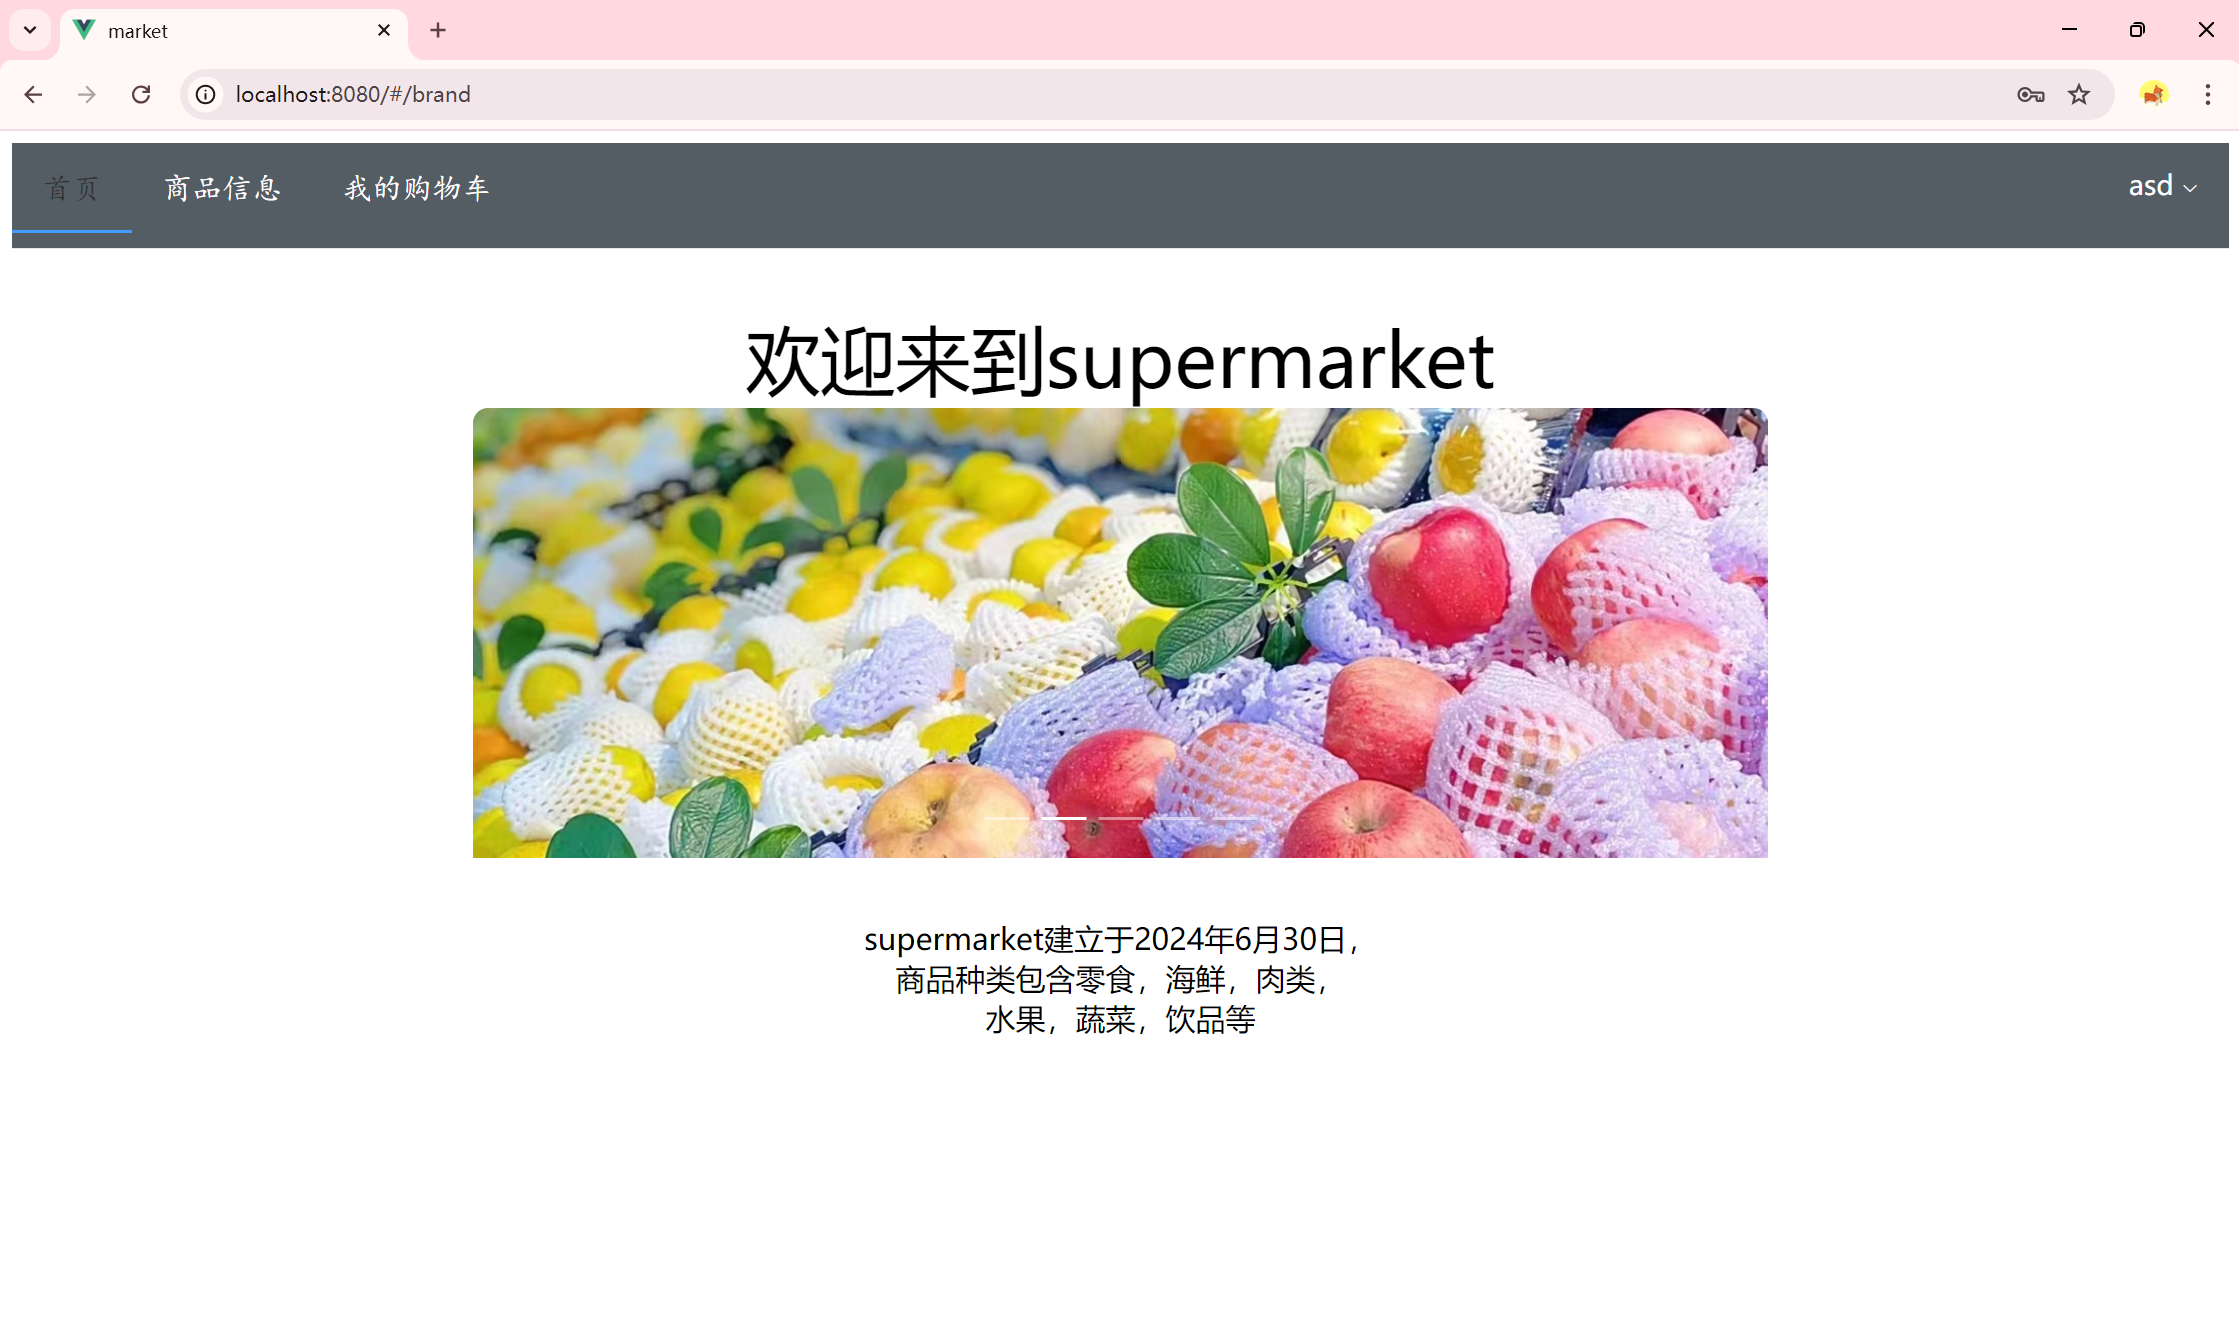 market
localhost:8080/#/brand
首页 商品信息 我的购物车 asd
欢迎来到supermarket
supermarket建立于2024年6月30日，
商品种类包含零食，海鲜，肉类，
水果，蔬菜，饮品等